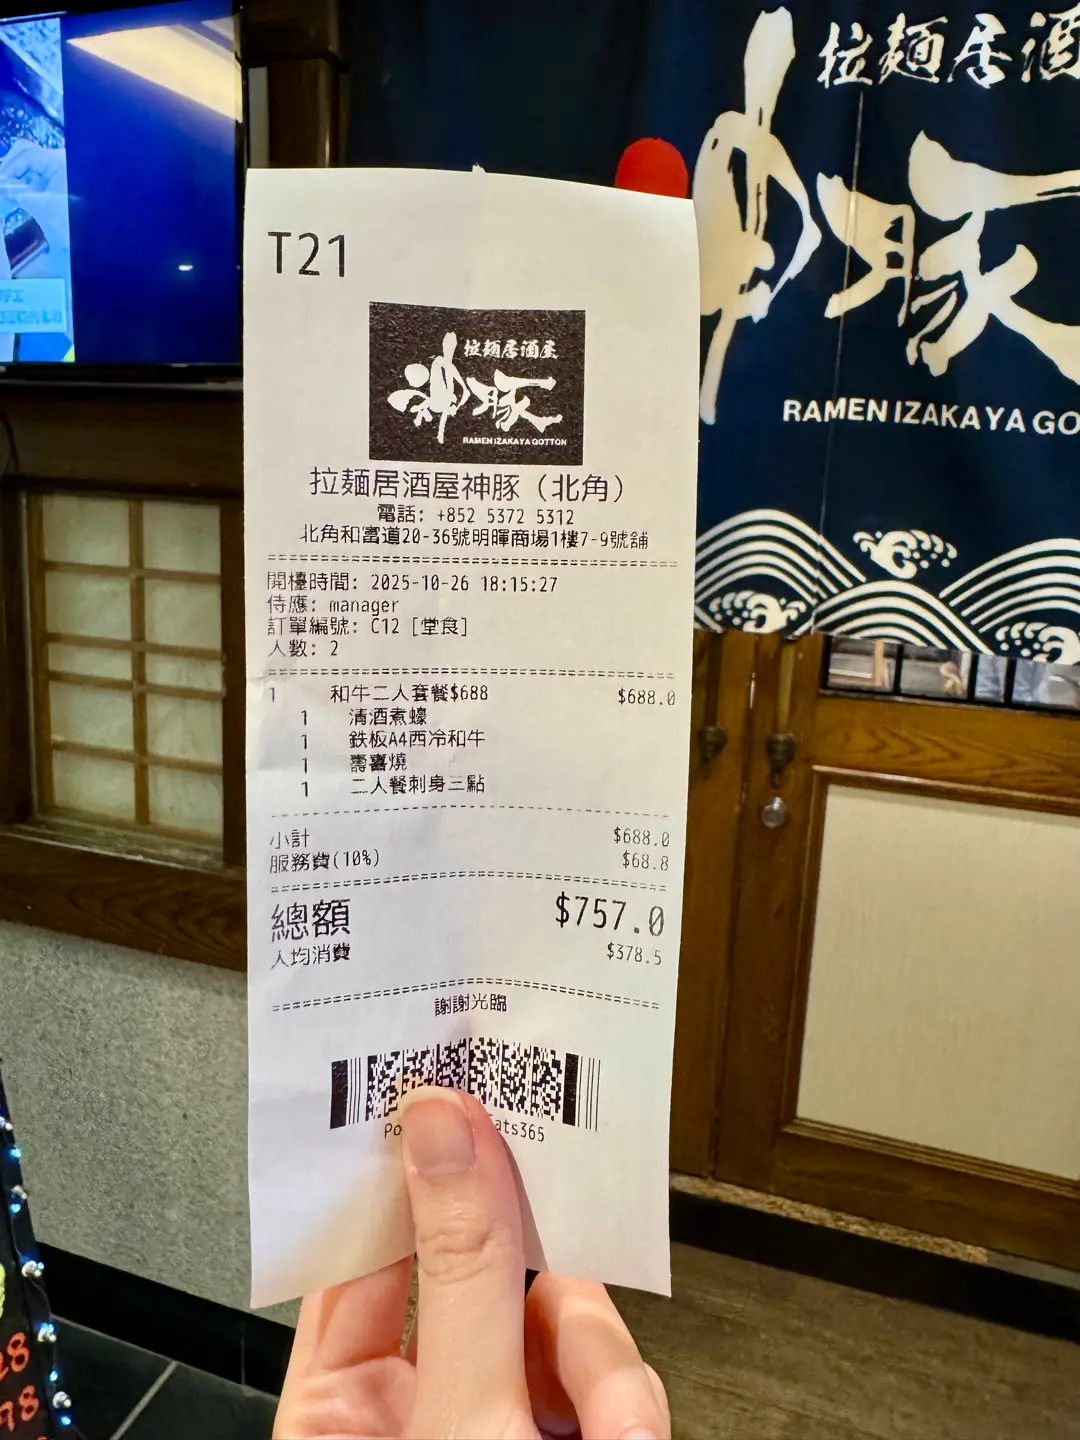 拉麵居酒
神豚
RAMEN IZAKAYA GO
T21
拉麵居酒屋
神豚
RAMEN IZAKAYA GOTTON
拉麵居酒屋神豚（北角）
電話: +852 5372 5312
北角和富道20-36號明暉商場1樓7-9號舖
開檯時間: 2025-10-26 18:15:27
侍應: manager
訂單編號: C12 [堂食]
人數: 2
1 和牛二人套餐$688 $688.0
1 清酒煮蠔
1 鉄板A4西冷和牛
1 壽喜燒
1 二人餐刺身三點
小計 $688.0
服務費(10%) $68.8
總額 $757.0
人均消費 $378.5
謝謝光臨
Po ats365
28
98